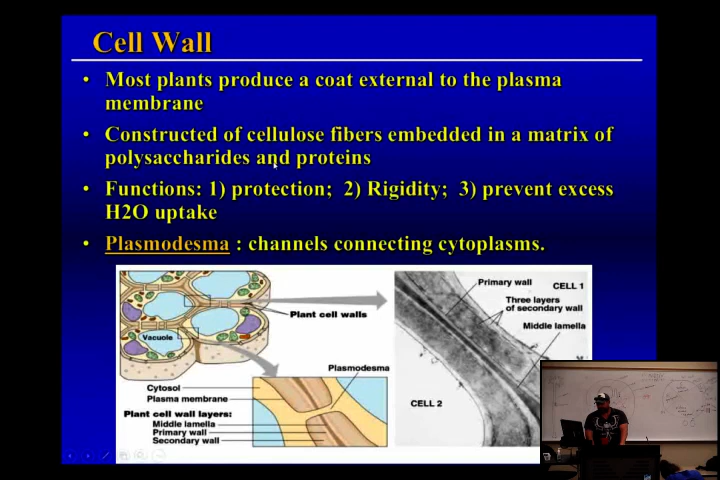 Cell Wall
• Most plants produce a coat external to the plasma
membrane
• Constructed of cellulose fibers embedded in a matrix of
polysaccharides and proteins
• Functions: 1) protection; 2) Rigidity; 3) prevent excess
H2O uptake
• Plasmodesma : channels connecting cytoplasms.
Plant cell walls
Vacuole
Plasmodesma
Cytosol
Plasma membrane
Plant cell wall layers:
Middle lamella
Primary wall
Secondary wall
Primary wall
CELL 1
Three layers
of secondary wall
Middle lamella
CELL 2